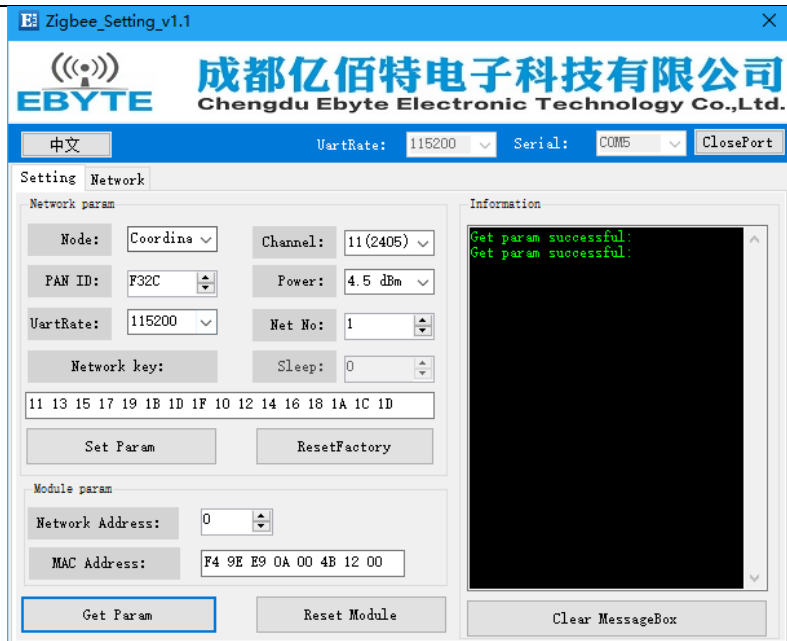 Zigbee_Setting_v1.1
EBYTE
成都亿佰特电子科技有限公司
Chengdu Ebyte Electronic Technology Co.,Ltd.
中文 UartRate: 115200 Serial: COM5 ClosePort
Setting Network
Network param
Node: Coordina Channel: 11(2405)
PAN ID: F32C Power: 4.5 dBm
UartRate: 115200 Net No: 1
Network key: Sleep: 0
11 13 15 17 19 1B 1D 1F 10 12 14 16 18 1A 1C 1D
Set Param ResetFactory
Module param
Network Address: 0
MAC Address: F4 9E E9 0A 00 4B 12 00
Get Param Reset Module
Information
Get param successful:
Get param successful:
Clear MessageBox